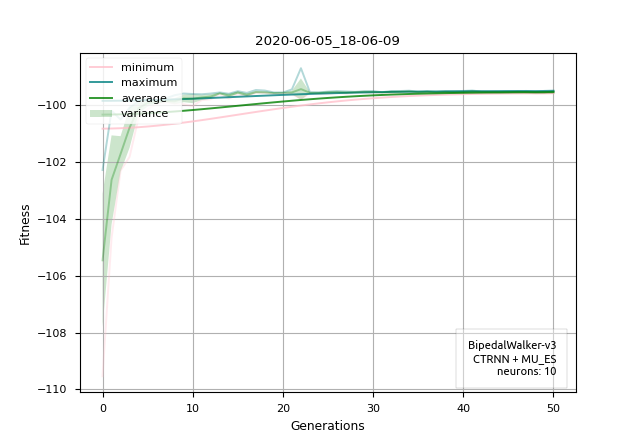 2020-06-05_18-06-09
minimum
maximum
average
variance
−100
−102
−104
−106
−108
−110
Fitness
BipedalWalker-v3
CTRNN + MU_ES
neurons: 10
0 10 20 30 40 50
Generations